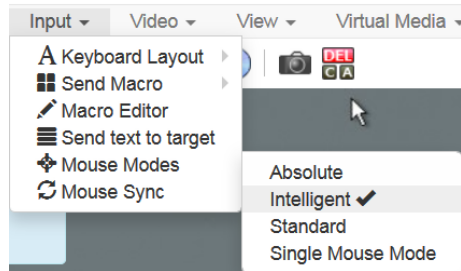 Input Video View Virtual Media
Keyboard Layout
Send Macro
Macro Editor
Send text to target
Mouse Modes
Mouse Sync
DEL
C A
Absolute
Intelligent
Standard
Single Mouse Mode